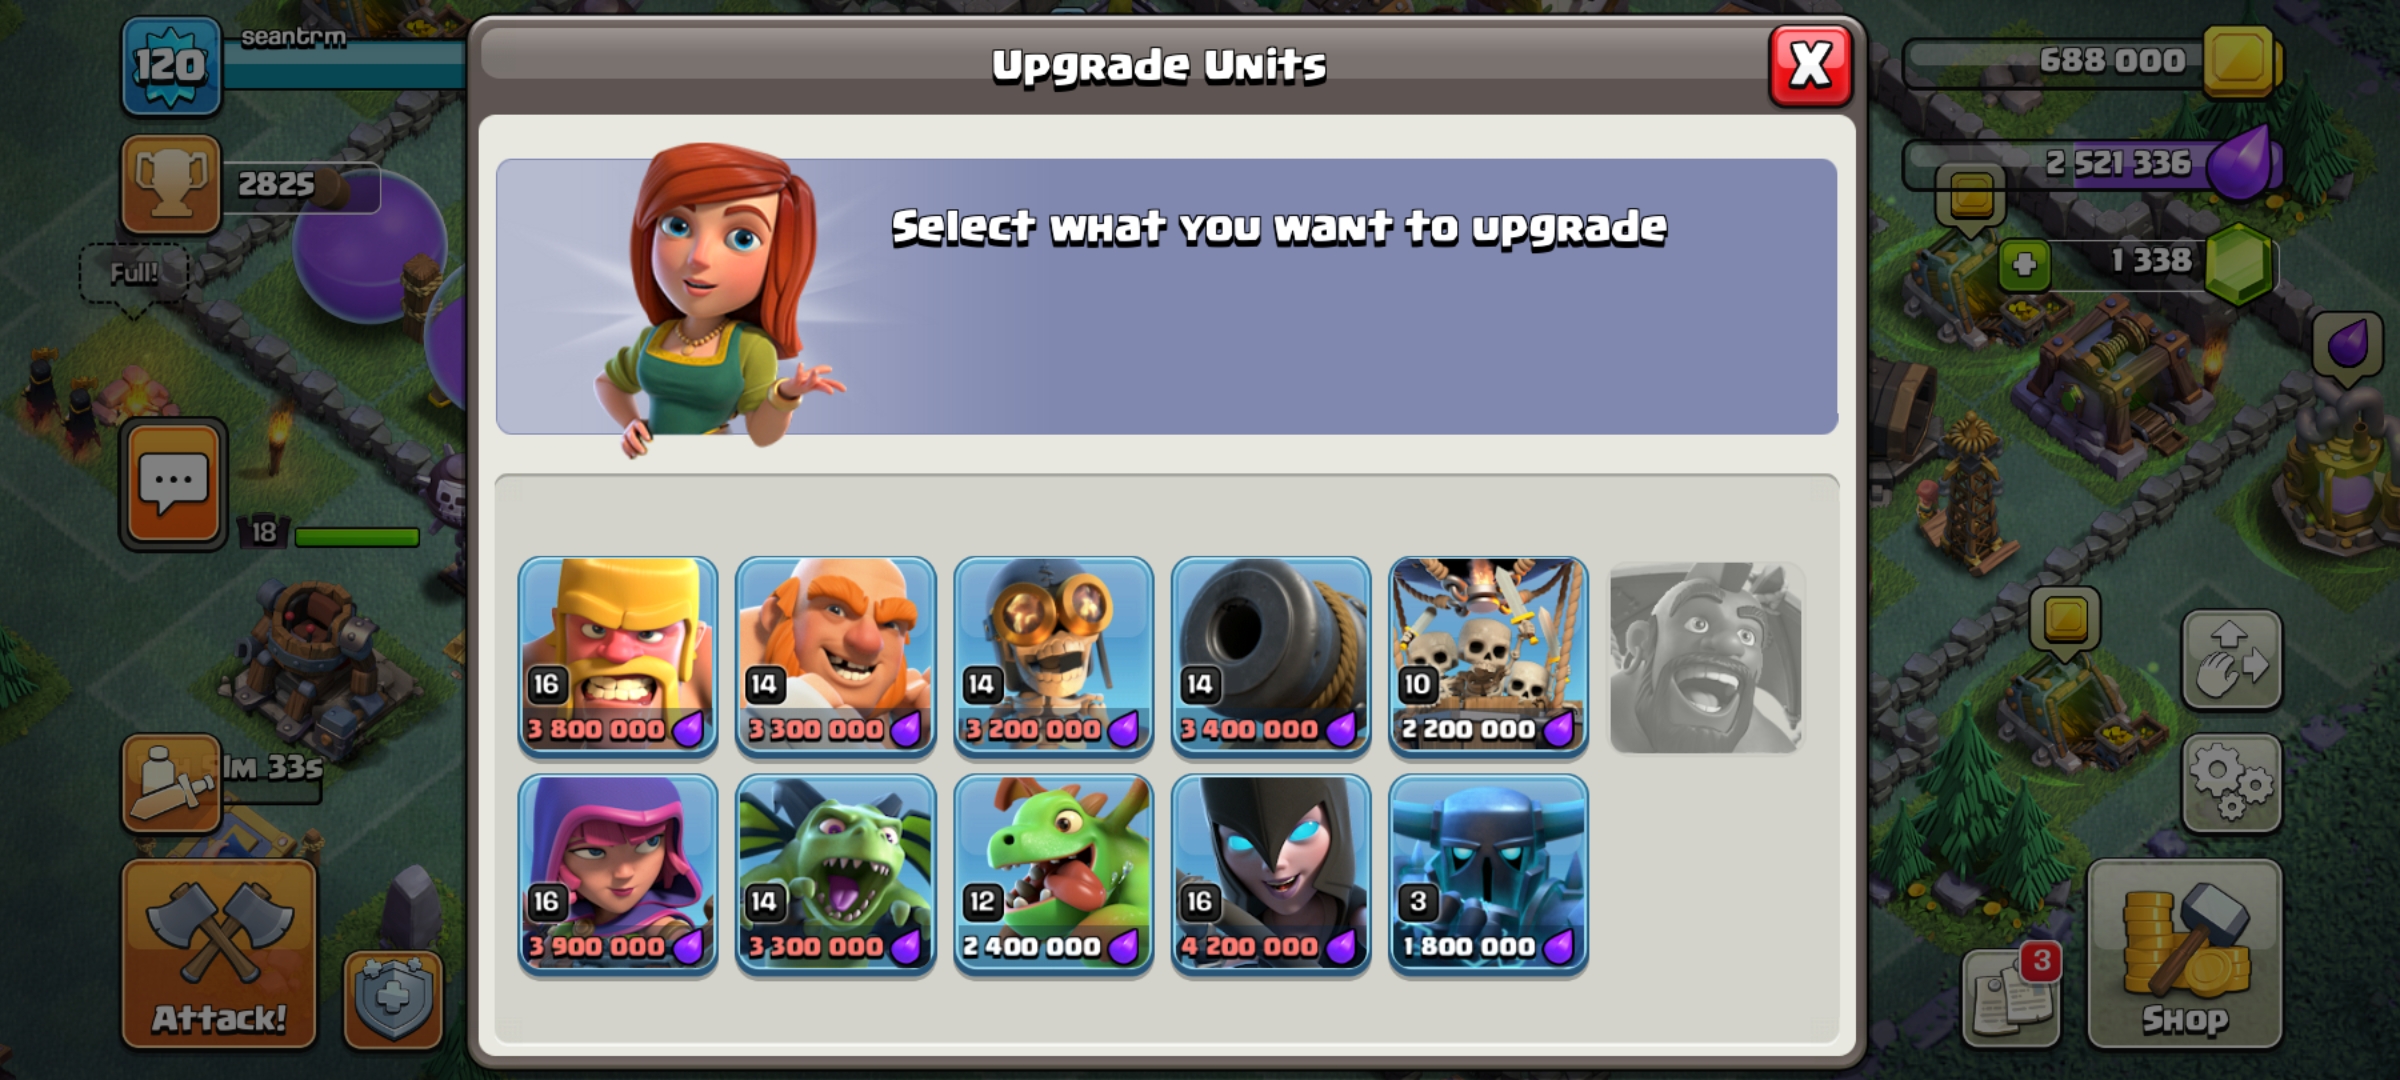 120
seantrm
Upgrade Units
X
688 000
2825
2 521 336
Select what you want to upgrade
Full!
1 338
18
16
14
14
14
10
3 800 000
3 300 000
3 200 000
3 400 000
2 200 000
1m 33s
16
14
12
16
3
3 900 000
3 300 000
2 400 000
4 200 000
1 800 000
3
Attack!
Shop